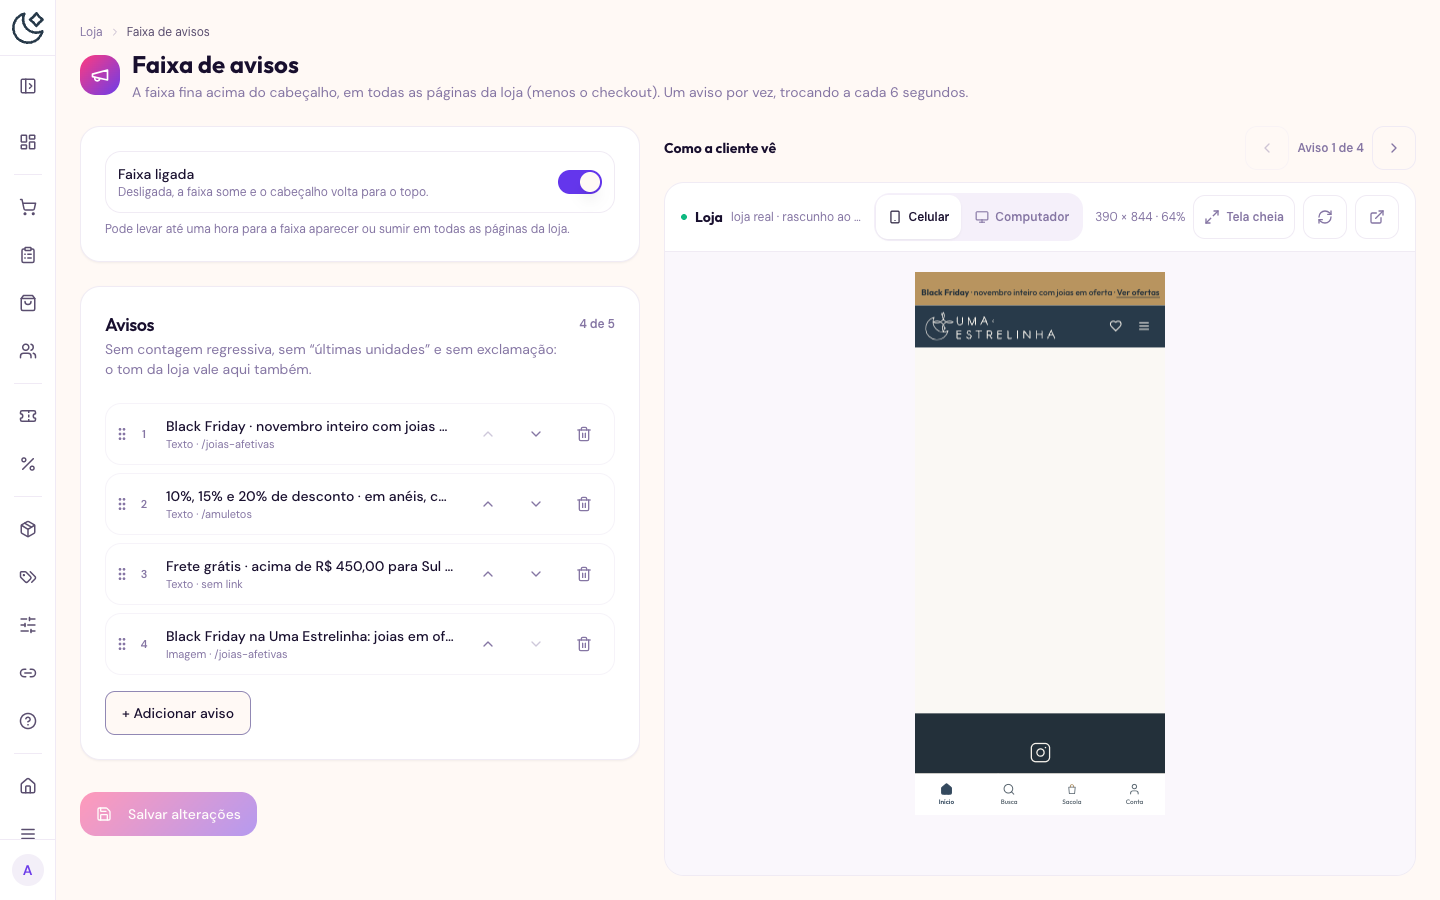 Loja
Faixa de avisos
Faixa de avisos
A faixa fina acima do cabeçalho, em todas as páginas da loja (menos o checkout). Um aviso por vez, trocando a cada 6 segundos.
Faixa ligada
Desligada, a faixa some e o cabeçalho volta para o topo.
Pode levar até uma hora para a faixa aparecer ou sumir em todas as páginas da loja.
Avisos
4 de 5
Sem contagem regressiva, sem “últimas unidades” e sem exclamação:
o tom da loja vale aqui também.
1
Black Friday · novembro inteiro com joias ...
Texto · /joias-afetivas
2
10%, 15% e 20% de desconto · em anéis, c...
Texto · /amuletos
3
Frete grátis · acima de R$ 450,00 para Sul ...
Texto · sem link
4
Black Friday na Uma Estrelinha: joias em of...
Imagem · /joias-afetivas
+ Adicionar aviso
Salvar alterações
A
Como a cliente vê
Aviso 1 de 4
Loja
loja real · rascunho ao ...
Celular
Computador
390 × 844 · 64%
Tela cheia
Black Friday · novembro inteiro com joias em oferta · Ver ofertas
UMA
ESTRELINHA
Início
Busca
Sacola
Conta